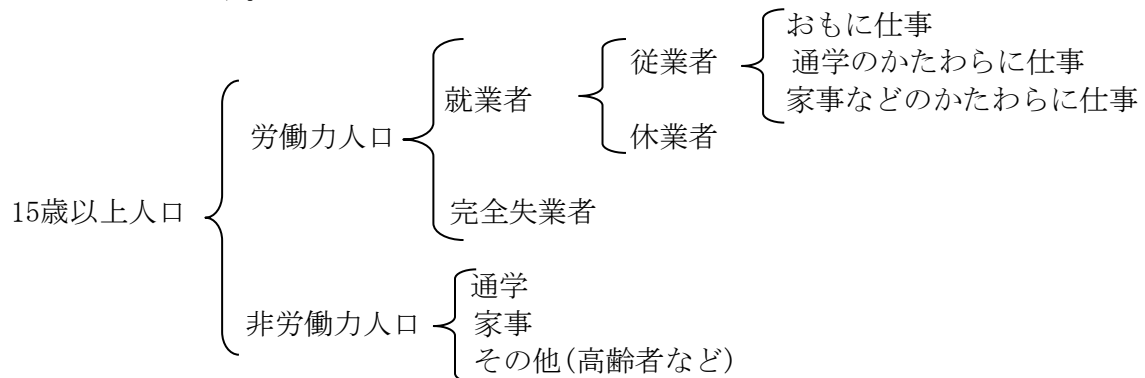 おもに仕事
従業者
通学のかたわらに仕事
就業者
家事などのかたわらに仕事
労働力人口
休業者
15歳以上人口
完全失業者
通学
非労働力人口
家事
その他(高齢者など)